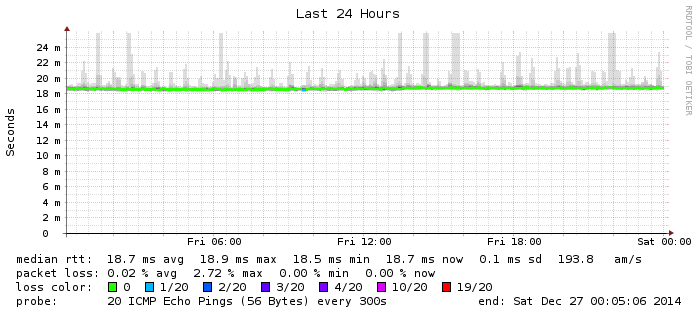 Last 24 Hours
RRDTOOL / TOBI OETIKER
Seconds
24 m
22 m
20 m
18 m
16 m
14 m
12 m
10 m
8 m
6 m
4 m
2 m
0
Fri 06:00 Fri 12:00 Fri 18:00 Sat 00:00
median rtt: 18.7 ms avg 18.9 ms max 18.5 ms min 18.7 ms now 0.1 ms sd 193.8 am/s
packet loss: 0.02 % avg 2.72 % max 0.00 % min 0.00 % now
loss color: 0 1/20 2/20 3/20 4/20 10/20 19/20
probe: 20 ICMP Echo Pings (56 Bytes) every 300s end: Sat Dec 27 00:05:06 2014